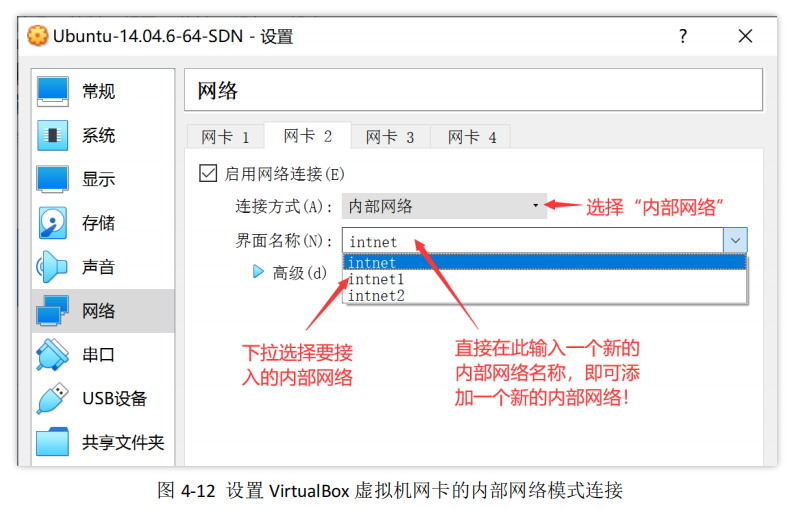 Ubuntu-14.04.6-64-SDN - 设置 ?
常规
系统
显示
存储
声音
网络
串口
USB设备
共享文件夹
网络
网卡 1 网卡 2 网卡 3 网卡 4
启用网络连接(E)
连接方式(A): 内部网络
选择“内部网络”
界面名称(N): intnet
高级(d)
intnet
intnet1
intnet2
下拉选择要接
入的内部网络
直接在此输入一个新的
内部网络名称，即可添
加一个新的内部网络！
图 4-12 设置 VirtualBox 虚拟机网卡的内部网络模式连接